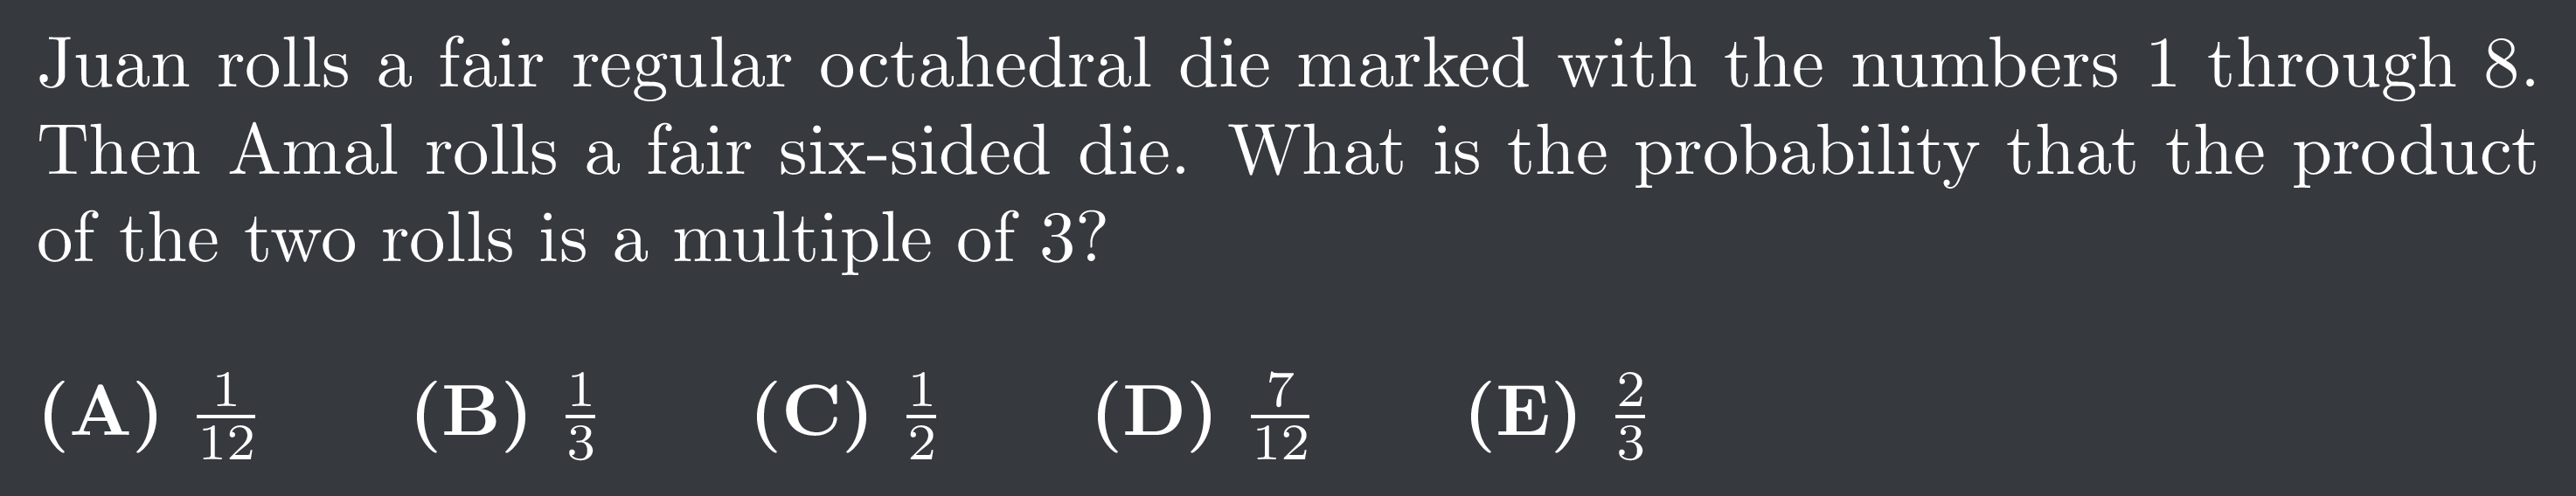 Juan rolls a fair regular octahedral die marked with the numbers 1 through 8.
Then Amal rolls a fair six-sided die. What is the probability that the product
of the two rolls is a multiple of 3?
(A) 1/12 (B) 1/3 (C) 1/2 (D) 7/12 (E) 2/3